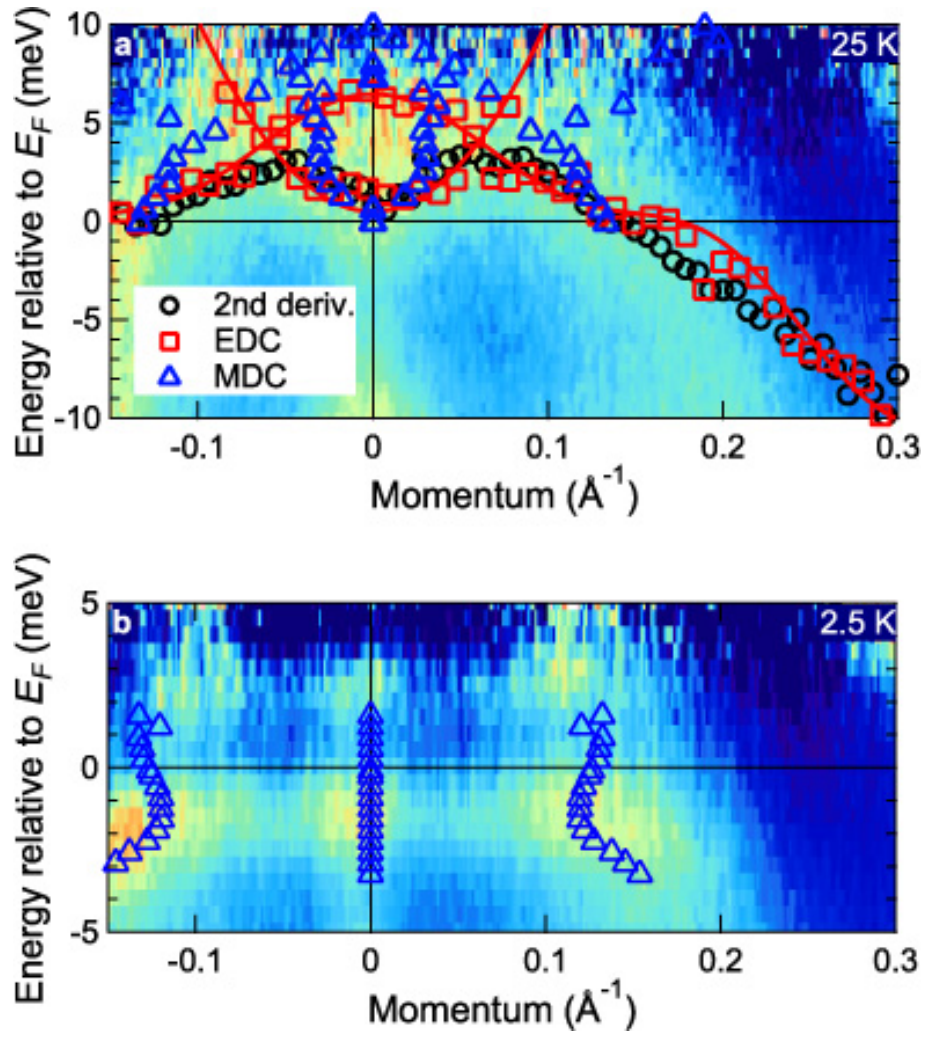 10
5
0
-5
-10
Energy relative to E_F (meV)
a
25 K
2nd deriv.
EDC
MDC
-0.1
0
0.1
0.2
0.3
Momentum (Å⁻¹)
5
0
-5
Energy relative to E_F (meV)
b
2.5 K
-0.1
0
0.1
0.2
0.3
Momentum (Å⁻¹)